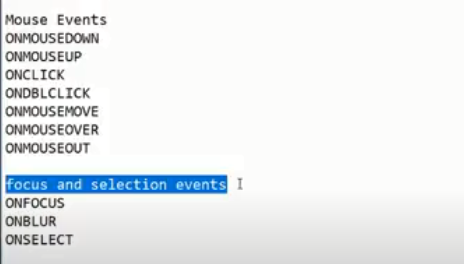 Mouse Events
ONMOUSEDOWN
ONMOUSEUP
ONCLICK
ONDBLCLICK
ONMOUSEMOVE
ONMOUSEOVER
ONMOUSEOUT
focus and selection events
ONFOCUS
ONBLUR
ONSELECT